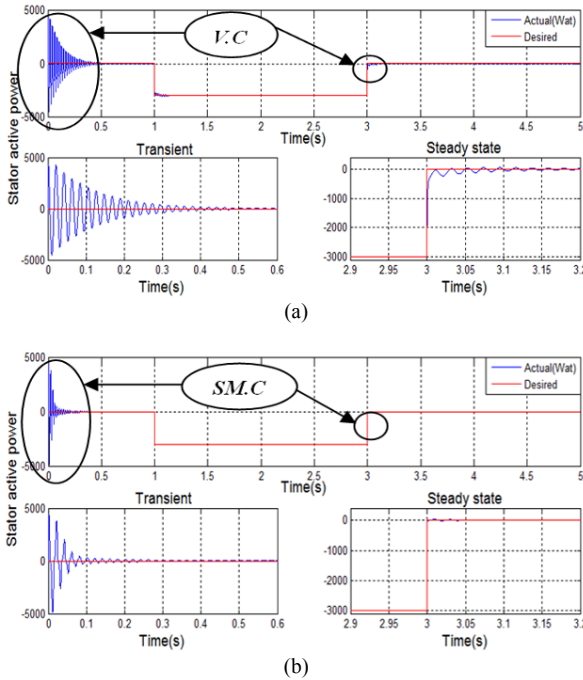 5000
0
-5000
Stator active power
V.C
Actual(Wat)
Desired
0 0.5 1 1.5 2 2.5 3 3.5 4 4.5 5
Time(s)
Transient
5000
0
-5000
0 0.1 0.1 0.2 0.3 0.4 0.5 0.6
Time(s)
Steady state
0
-1000
-2000
-3000
2.9 2.95 3 3.05 3.1 3.15 3.2
Time(s)
(a)
5000
0
-5000
Stator active power
SM.C
Actual(Wat)
Desired
0 0.5 1 1.5 2 2.5 3 3.5 4 4.5 5
Time(s)
Transient
5000
0
-5000
0 0.1 0.1 0.2 0.3 0.4 0.5 0.6
Time(s)
Steady state
0
-1000
-2000
-3000
2.9 2.95 3 3.05 3.1 3.15 3.2
Time(s)
(b)